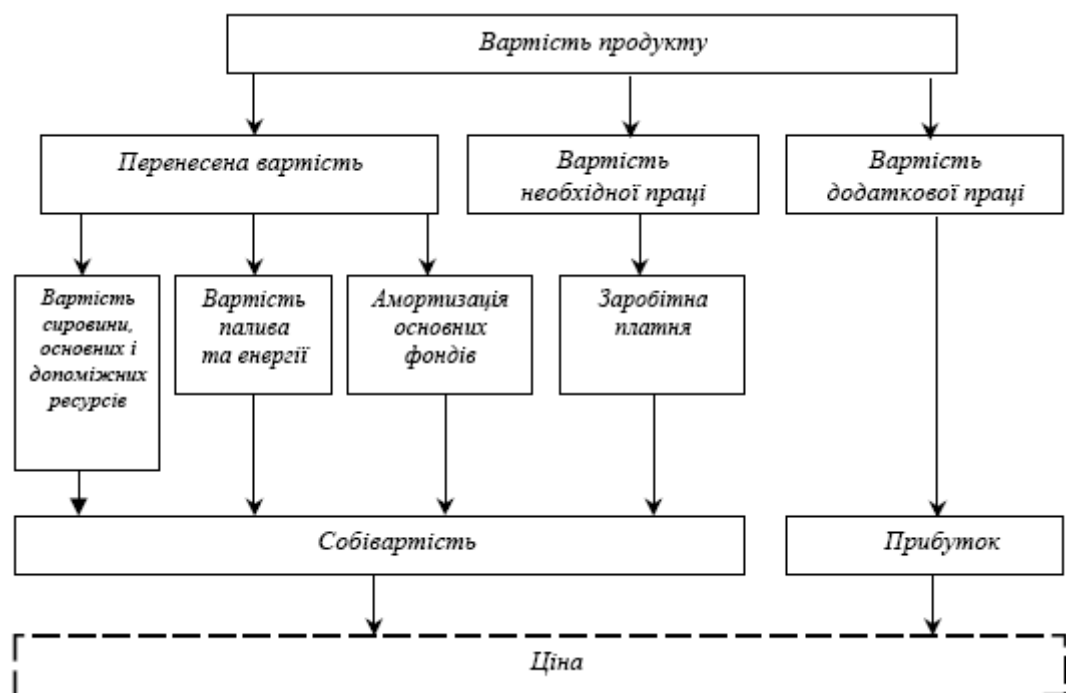 Вартість продукту
Перенесена вартість
Вартість
необхідної праці
Вартість
додаткової праці
Вартість
сировини,
основних і
допоміжних
ресурсів
Вартість
палива
та енергії
Амортизація
основних
фондів
Заробітна
платня
Собівартість
Прибуток
Ціна